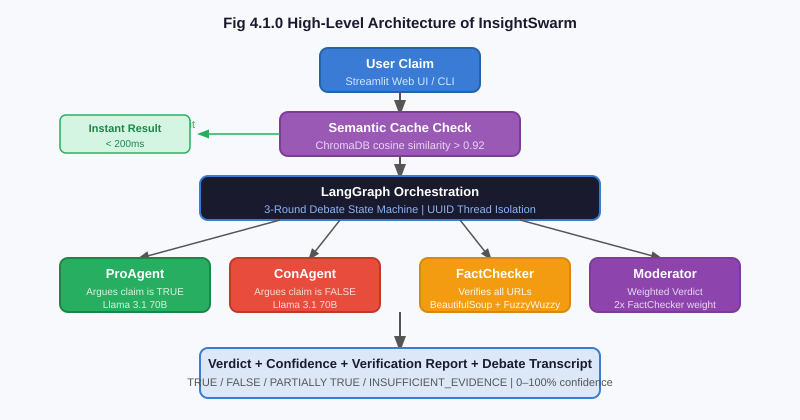 Fig 4.1.0 High-Level Architecture of InsightSwarm
User Claim
Streamlit Web UI / CLI
Instant Result
< 200ms
Semantic Cache Check
ChromaDB cosine similarity > 0.92
LangGraph Orchestration
3-Round Debate State Machine | UUID Thread Isolation
ProAgent
Argues claim is TRUE
Llama 3.1 70B
ConAgent
Argues claim is FALSE
Llama 3.1 70B
FactChecker
Verifies all URLs
BeautifulSoup + FuzzyWuzzy
Moderator
Weighted Verdict
2x FactChecker weight
Verdict + Confidence + Verification Report + Debate Transcript
TRUE / FALSE / PARTIALLY TRUE / INSUFFICIENT_EVIDENCE | 0–100% confidence